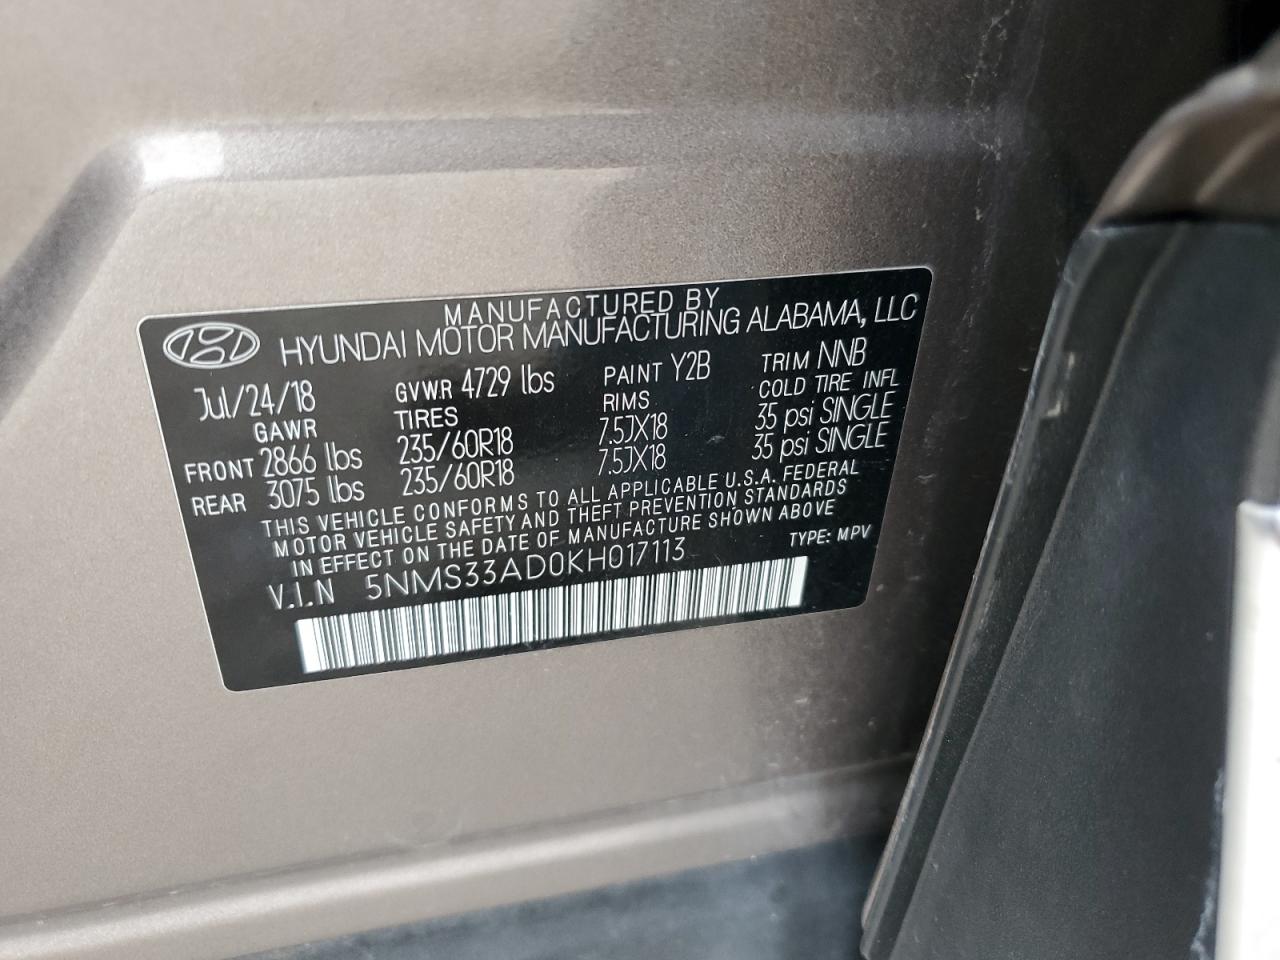 MANUFACTURED BY
HYUNDAI MOTOR MANUFACTURING ALABAMA, LLC
Jul/24/18 GVWR 4729 lbs PAINT Y2B TRIM NNB
GAWR TIRES RIMS COLD TIRE INFL
FRONT 2866 lbs 235/60R18 7.5JX18 35 psi SINGLE
REAR 3075 lbs 235/60R18 7.5JX18 35 psi SINGLE
THIS VEHICLE CONFORMS TO ALL APPLICABLE U.S.A. FEDERAL
MOTOR VEHICLE SAFETY AND THEFT PREVENTION STANDARDS
IN EFFECT ON THE DATE OF MANUFACTURE SHOWN ABOVE
V.I.N 5NMS33AD0KH017113 TYPE: MPV